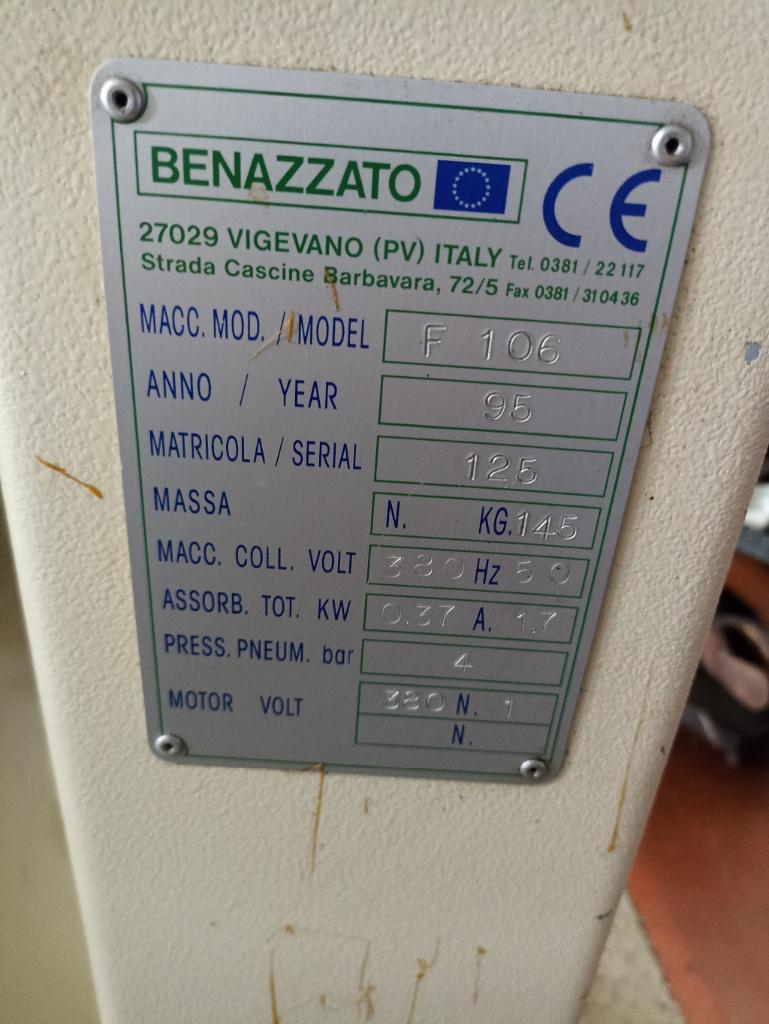 BENAZZATO CE
27029 VIGEVANO (PV) ITALY Tel. 0381 / 22117
Strada Cascine Barbavara, 72/5 Fax 0381 / 310436
MACC. MOD. / MODEL F 106
ANNO / YEAR 95
MATRICOLA / SERIAL 125
MASSA N. KG. 145
MACC. COLL. VOLT 380 Hz 50
ASSORB. TOT. KW 0.37 A. 1.7
PRESS. PNEUM. bar 4
MOTOR VOLT 380 N. 1
N.